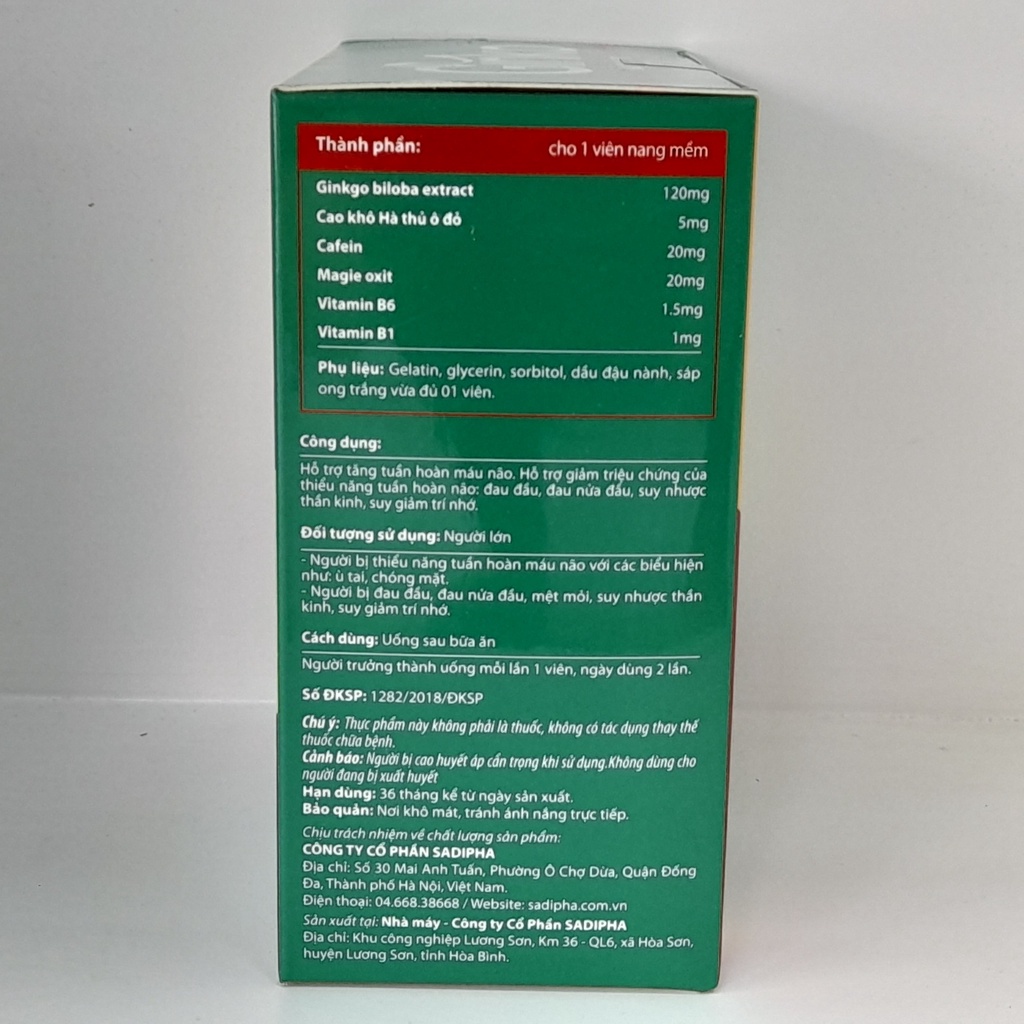 Thành phần: cho 1 viên nang mềm
Ginkgo biloba extract 120mg
Cao khô Hà thủ ô đỏ 5mg
Cafein 20mg
Magie oxit 20mg
Vitamin B6 1.5mg
Vitamin B1 1mg
Phụ liệu: Gelatin, glycerin, sorbitol, dầu đậu nành, sáp
ong trắng vừa đủ 01 viên.
Công dụng:
Hỗ trợ tăng tuần hoàn máu não. Hỗ trợ giảm triệu chứng của
thiểu năng tuần hoàn não: đau đầu, đau nửa đầu, suy nhược
thần kinh, suy giảm trí nhớ.
Đối tượng sử dụng: Người lớn
- Người bị thiểu năng tuần hoàn máu não với các biểu hiện
như: ù tai, chóng mặt.
- Người bị đau đầu, đau nửa đầu, mệt mỏi, suy nhược thần
kinh, suy giảm trí nhớ.
Cách dùng: Uống sau bữa ăn
Người trưởng thành uống mỗi lần 1 viên, ngày dùng 2 lần.
Số ĐKSP: 1282/2018/ĐKSP
Chú ý: Thực phẩm này không phải là thuốc, không có tác dụng thay thế
thuốc chữa bệnh.
Cảnh báo: Người bị cao huyết áp cẩn trọng khi sử dụng.Không dùng cho
người đang bị xuất huyết
Hạn dùng: 36 tháng kể từ ngày sản xuất.
Bảo quản: Nơi khô mát, tránh ánh nắng trực tiếp.
Chịu trách nhiệm về chất lượng sản phẩm:
CÔNG TY CỔ PHẦN SADIPHA
Địa chỉ: Số 30 Mai Anh Tuấn, Phường Ô Chợ Dừa, Quận Đống
Đa, Thành phố Hà Nội, Việt Nam.
Điện thoại: 04.668.38668 / Website: sadipha.com.vn
Sản xuất tại: Nhà máy - Công ty Cổ Phần SADIPHA
Địa chỉ: Khu công nghiệp Lương Sơn, Km 36 - QL6, xã Hòa Sơn,
huyện Lương Sơn, tỉnh Hòa Bình.